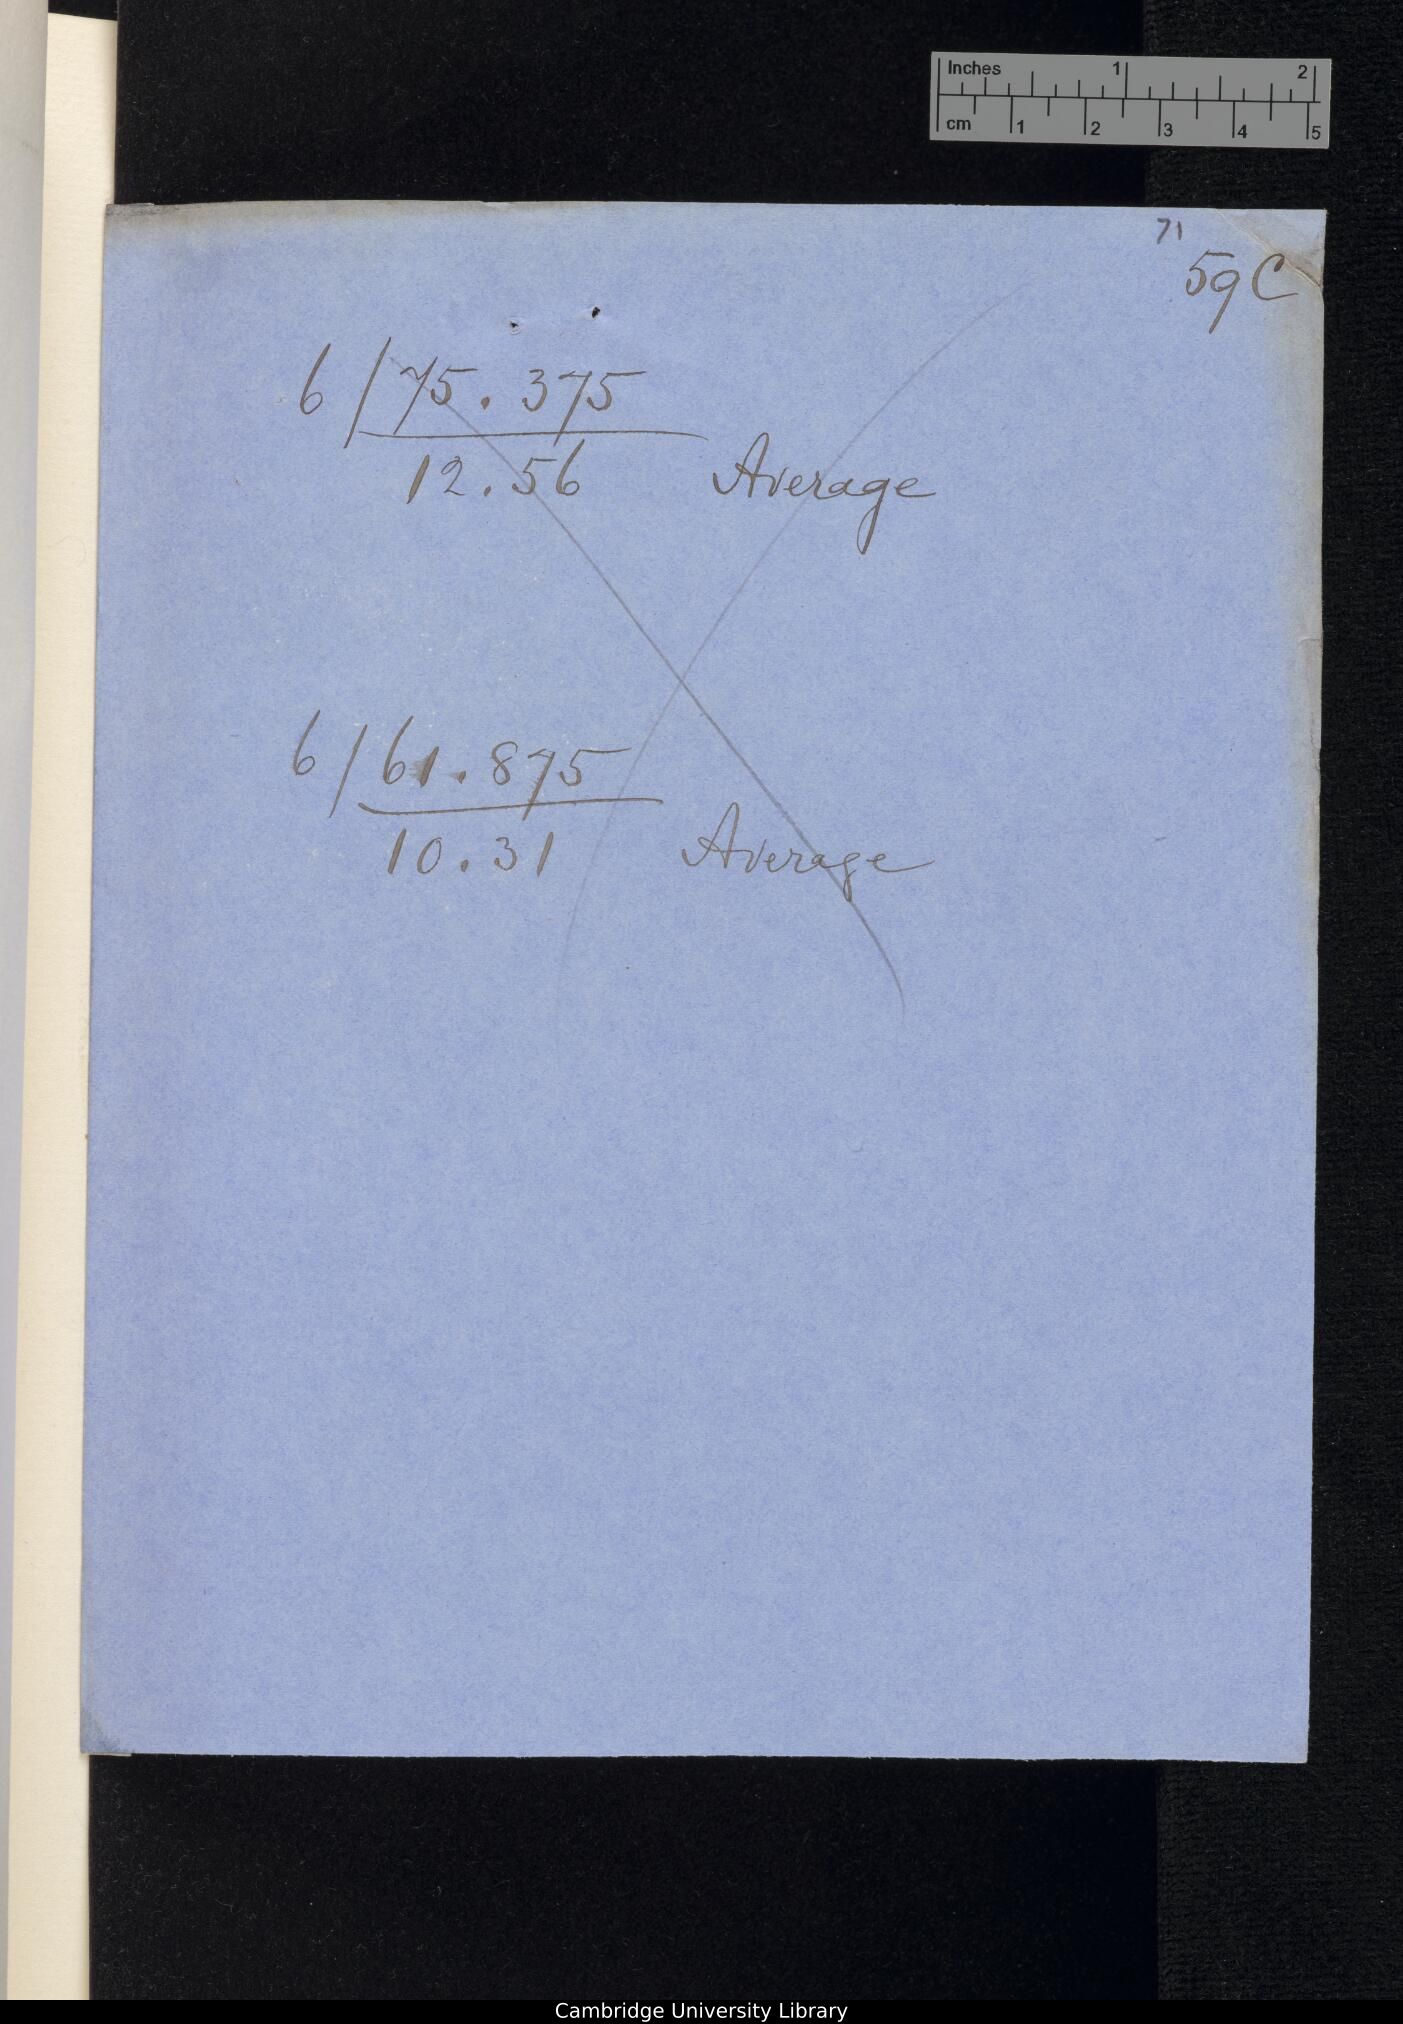 Inches 1 2
cm 1 2 3 4 5
71
59C
6/75.375
12.56 Average
6/61.875
10.31 Average
Cambridge University Library